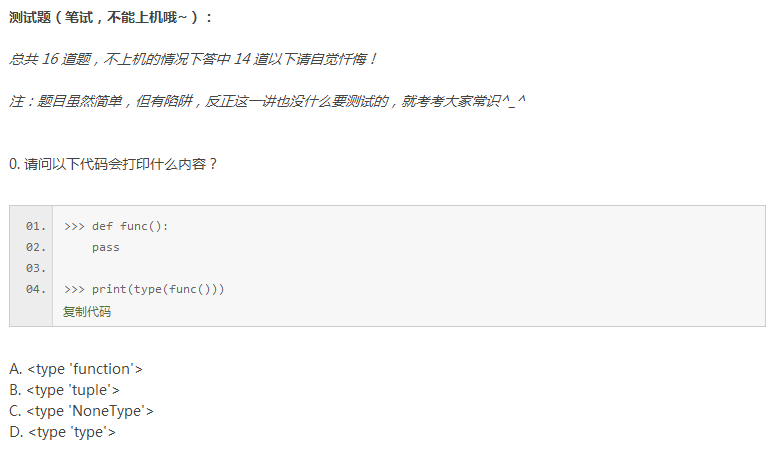 测试题（笔试，不能上机哦~）：
总共 16 道题，不上机的情况下答中 14 道以下请自觉忏悔！
注：题目虽然简单，但有陷阱，反正这一讲也没什么要测试的，就考考大家常识^_^
0. 请问以下代码会打印什么内容？
01. >>> def func():
02. pass
03.
04. >>> print(type(func()))
复制代码
A. <type 'function'>
B. <type 'tuple'>
C. <type 'NoneType'>
D. <type 'type'>